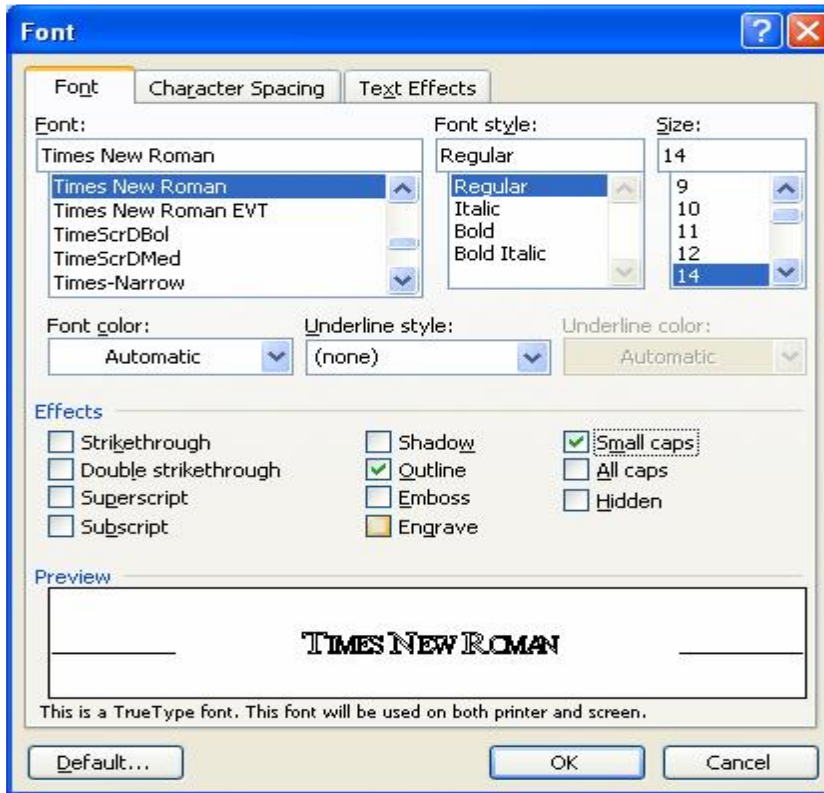 Font
Font Character Spacing Text Effects
Font: Font style: Size:
Times New Roman Regular 14
Times New Roman Regular 9
Times New Roman EVT Italic 10
TimeScrDBol Bold 11
TimeScrDMed Bold Italic 12
Times-Narrow 14
Font color: Underline style: Underline color:
Automatic (none) Automatic
Effects
Strikethrough Shadow Small caps
Double strikethrough Outline All caps
Superscript Emboss Hidden
Subscript Engrave
Preview
TIMES NEW ROMAN
This is a TrueType font. This font will be used on both printer and screen.
Default... OK Cancel